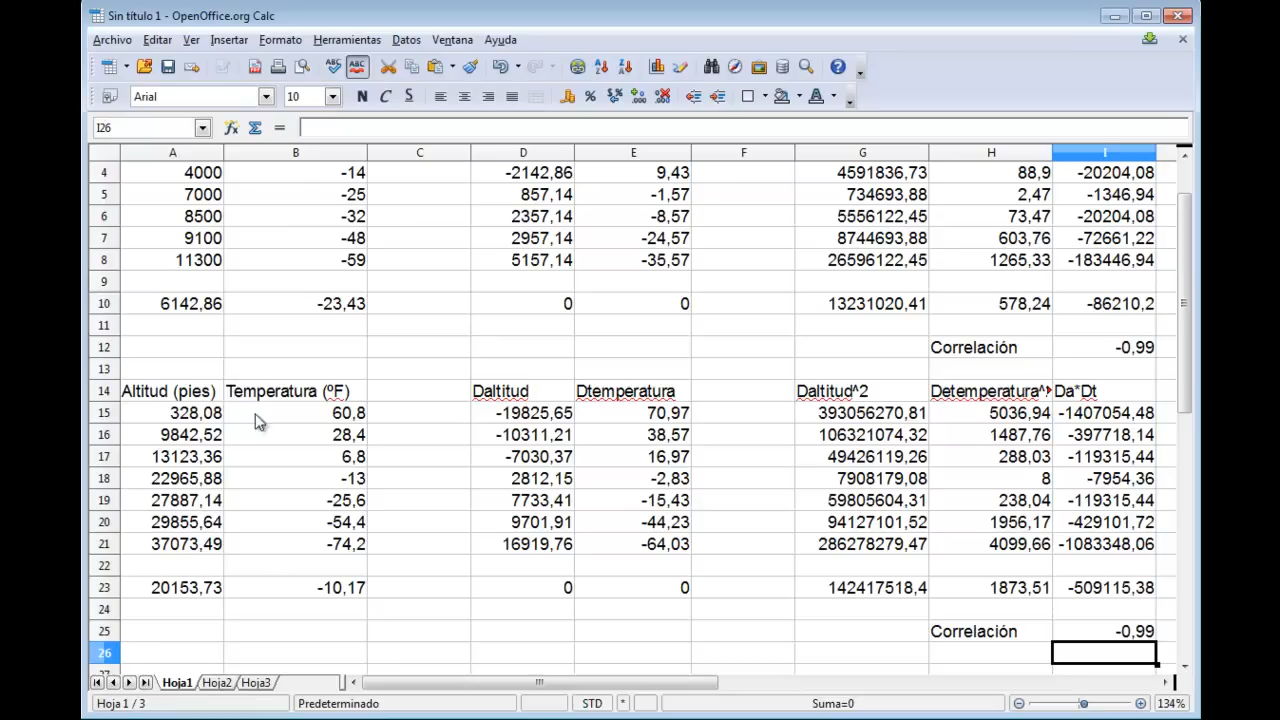 Sin título 1 - OpenOffice.org Calc
Archivo Editar Ver Insertar Formato Herramientas Datos Ventana Ayuda
Arial 10 N C S
I26
A B C D E F G H I
4 4000 -14 -2142,86 9,43 4591836,73 88,9 -20204,08
5 7000 -25 857,14 -1,57 734693,88 2,47 -1346,94
6 8500 -32 2357,14 -8,57 5556122,45 73,47 -20204,08
7 9100 -48 2957,14 -24,57 8744693,88 603,76 -72661,22
8 11300 -59 5157,14 -35,57 26596122,45 1265,33 -183446,94
9
10 6142,86 -23,43 0 0 13231020,41 578,24 -86210,2
11
12 Correlación -0,99
13
14 Altitud (pies) Temperatura (ºF) Daltitud Dtemperatura Daltitud^2 Detemperatura^ Da*Dt
15 328,08 60,8 -19825,65 70,97 393056270,81 5036,94 -1407054,48
16 9842,52 28,4 -10311,21 38,57 106321074,32 1487,76 -397718,14
17 13123,36 6,8 -7030,37 16,97 49426119,26 288,03 -119315,44
18 22965,88 -13 2812,15 -2,83 7908179,08 8 -7954,36
19 27887,14 -25,6 7733,41 -15,43 59805604,31 238,04 -119315,44
20 29855,64 -54,4 9701,91 -44,23 94127101,52 1956,17 -429101,72
21 37073,49 -74,2 16919,76 -64,03 286278279,47 4099,66 -1083348,06
22
23 20153,73 -10,17 0 0 142417518,4 1873,51 -509115,38
24
25 Correlación -0,99
26
Hoja1 Hoja2 Hoja3
Hoja 1 / 3 Predeterminado STD * Suma=0 134%